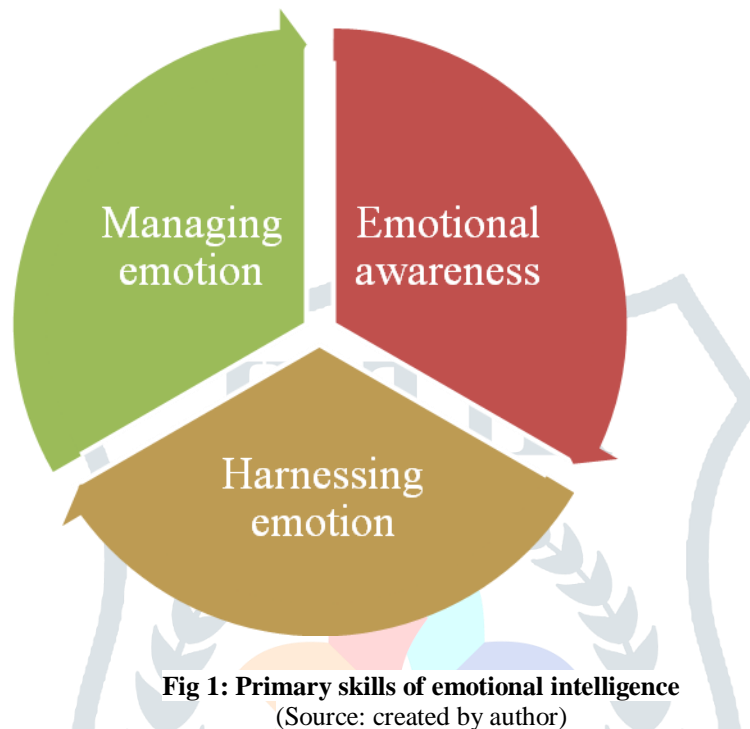 Managing
emotion
Emotional
awareness
Harnessing
emotion
Fig 1: Primary skills of emotional intelligence
(Source: created by author)